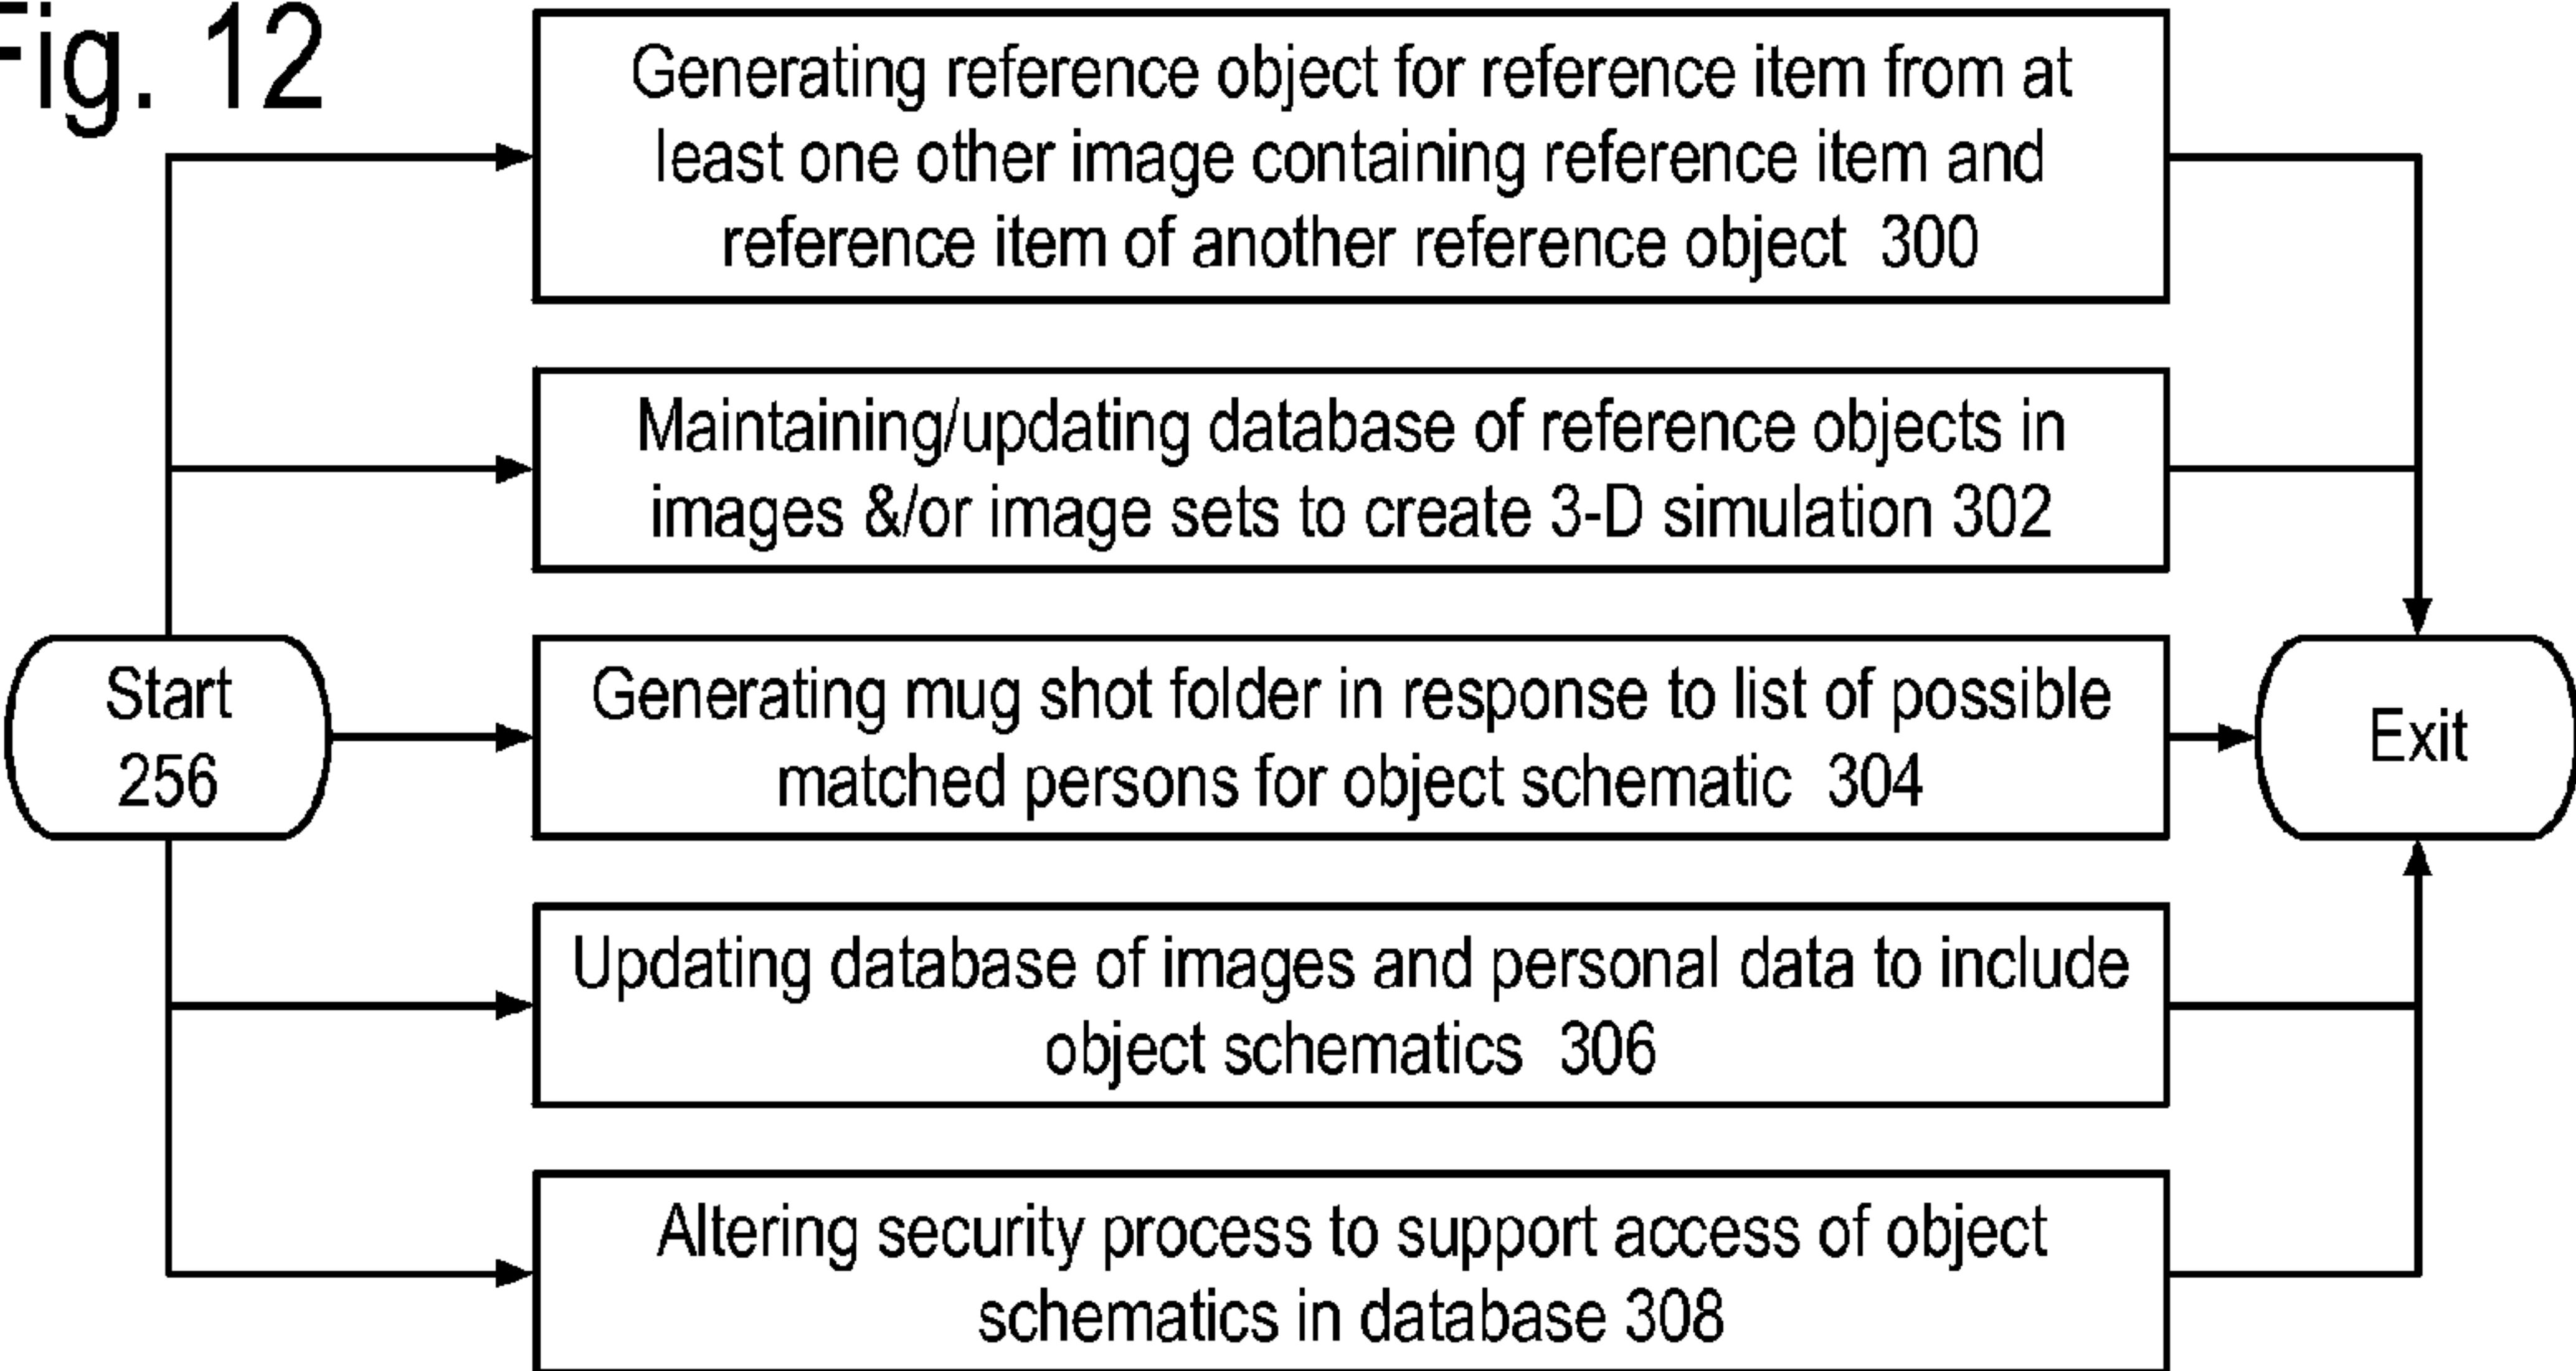 Fig. 12
Generating reference object for reference item from at
least one other image containing reference item and
reference item of another reference object 300
Maintaining/updating database of reference objects in
images &/or image sets to create 3-D simulation 302
Start
256
Generating mug shot folder in response to list of possible
matched persons for object schematic 304
Exit
Updating database of images and personal data to include
object schematics 306
Altering security process to support access of object
schematics in database 308